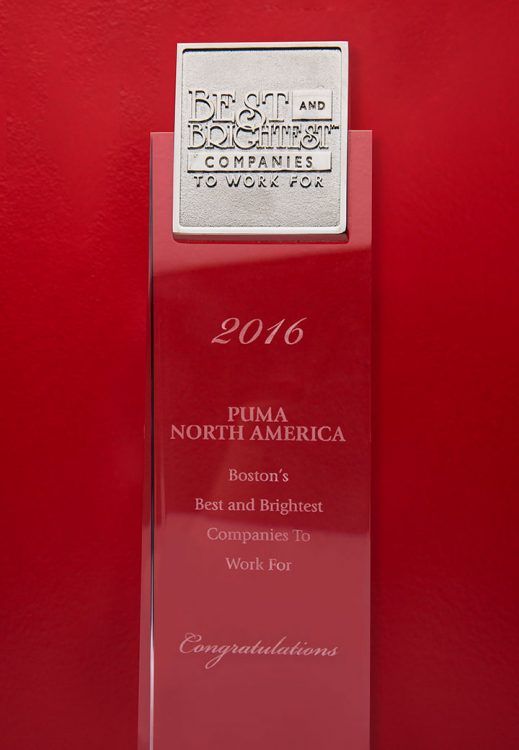 BEST AND
BRIGHTEST
COMPANIES
TO WORK FOR
2016
PUMA
NORTH AMERICA
Boston's
Best and Brightest
Companies To
Work For
Congratulations